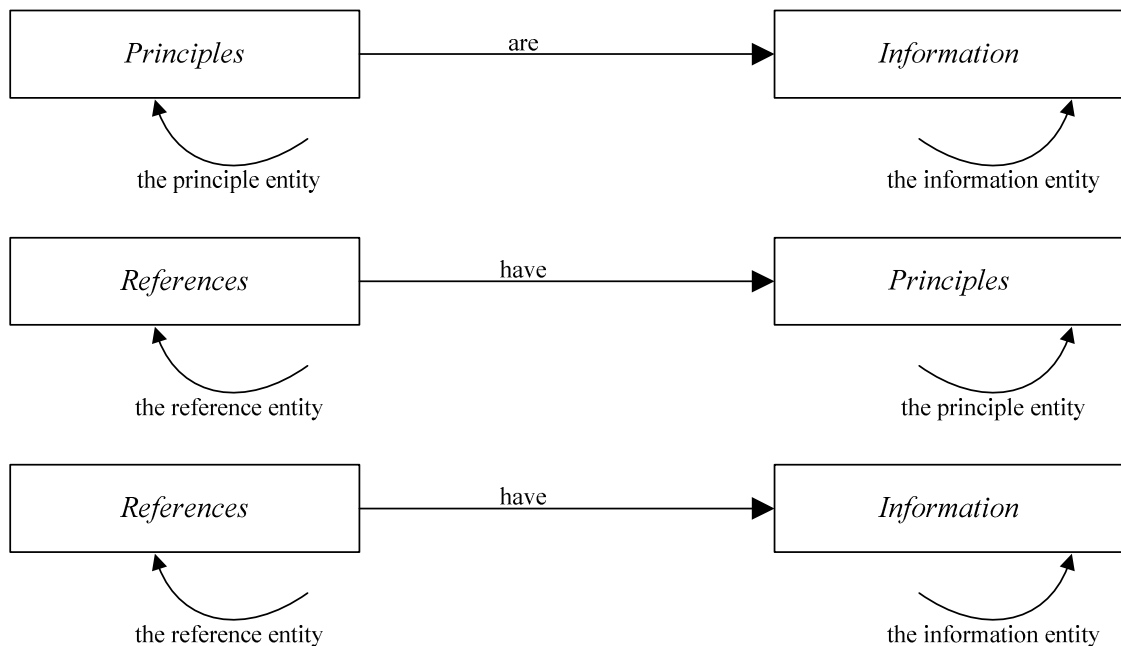 Principles are Information
the principle entity the information entity
References have Principles
the reference entity the principle entity
References have Information
the reference entity the information entity